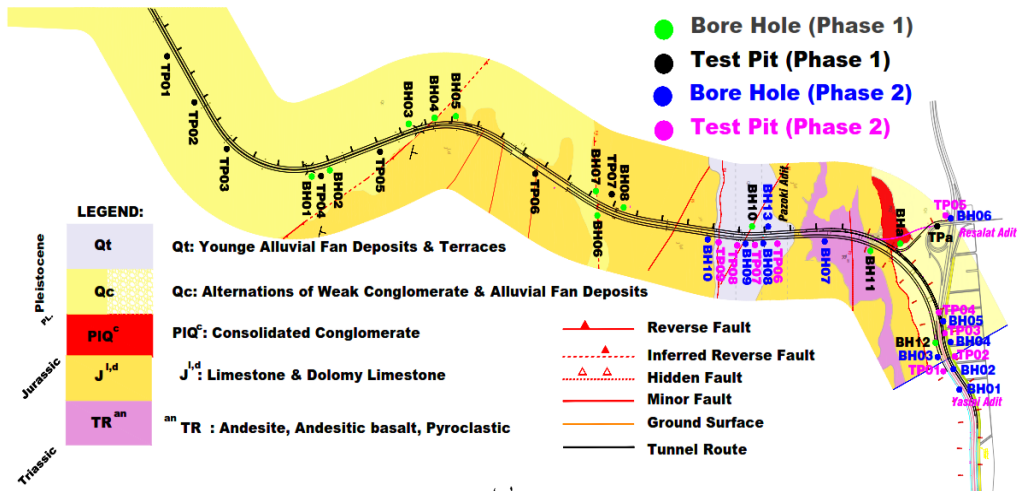 Bore Hole (Phase 1)
Test Pit (Phase 1)
Bore Hole (Phase 2)
Test Pit (Phase 2)
TP01
TP02
TP03
BH01
TP04
BH02
TP05
BH03
BH04
BH05
TP06
BH07
TP07
BH08
BH06
BH10
TP09
TP08
BH09
BH10
BH13
Pazoki Adit
TP07
BH08
TP06
BH07
BH11
BHa
TPa
TP05
BH06
Resalat Adit
TP04
BH05
TP03
BH12
BH04
BH03
TP02
TP01
BH02
BH01
Yasini Adit
LEGEND:
Pleistocene
PL.
Jurassic
Triassic
Qt
Qt: Younge Alluvial Fan Deposits & Terraces
Qc
Qc: Alternations of Weak Conglomerate & Alluvial Fan Deposits
PlQc
PlQc: Consolidated Conglomerate
Jl,d
Jl,d: Limestone & Dolomy Limestone
TRan
an TR : Andesite, Andesitic basalt, Pyroclastic
Reverse Fault
Inferred Reverse Fault
Hidden Fault
Minor Fault
Ground Surface
Tunnel Route